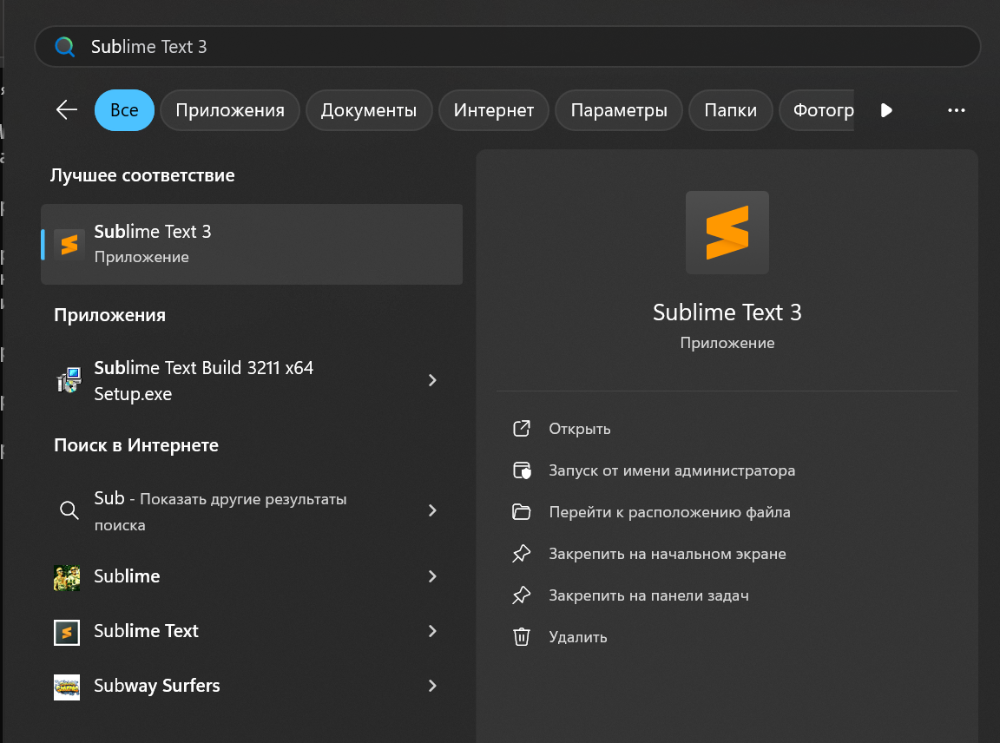 Sublime Text 3
Все
Приложения
Документы
Интернет
Параметры
Папки
Фотогр
Лучшее соответствие
Sublime Text 3
Приложение
Приложения
Sublime Text Build 3211 x64
Setup.exe
Поиск в Интернете
Sub - Показать другие результаты
поиска
Sublime
Sublime Text
Subway Surfers
Sublime Text 3
Приложение
Открыть
Запуск от имени администратора
Перейти к расположению файла
Закрепить на начальном экране
Закрепить на панели задач
Удалить